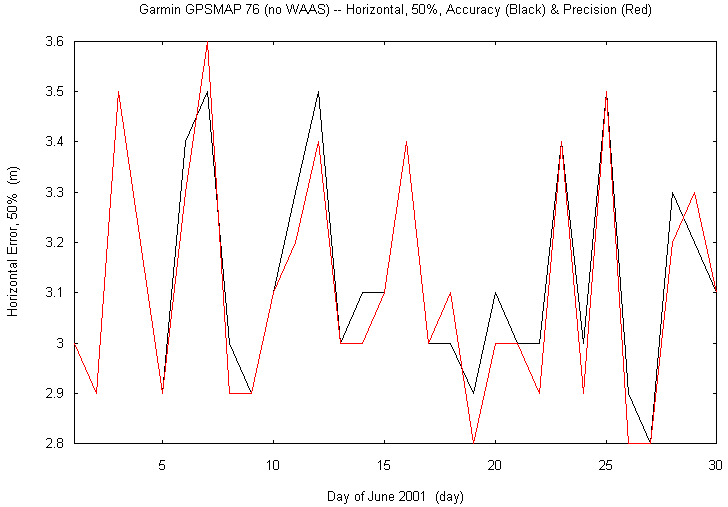 Garmin GPSMAP 76 (no WAAS) -- Horizontal, 50%, Accuracy (Black) & Precision (Red)
3.6
3.5
3.4
3.3
3.2
3.1
3
2.9
2.8
Horizontal Error, 50% (m)
5 10 15 20 25 30
Day of June 2001 (day)